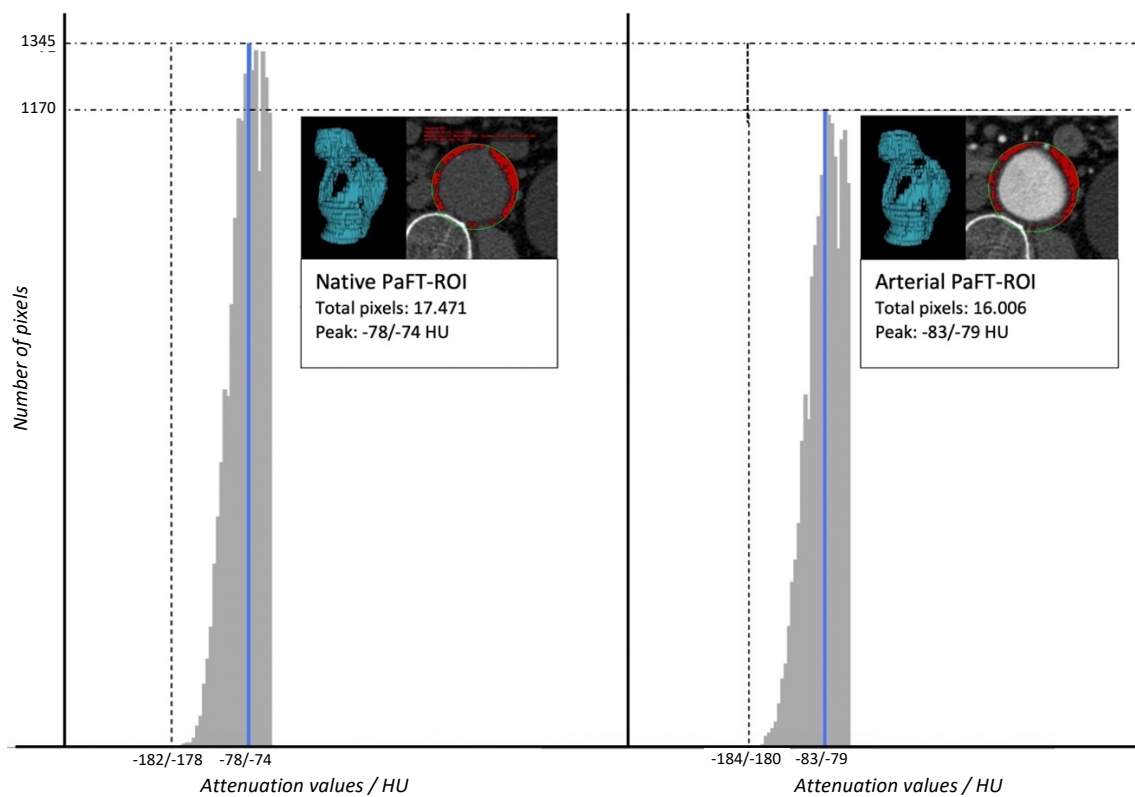 1345
1170
Number of pixels
Native PaFT-ROI
Total pixels: 17.471
Peak: -78/-74 HU
Arterial PaFT-ROI
Total pixels: 16.006
Peak: -83/-79 HU
-182/-178
-78/-74
-184/-180
-83/-79
Attenuation values / HU
Attenuation values / HU